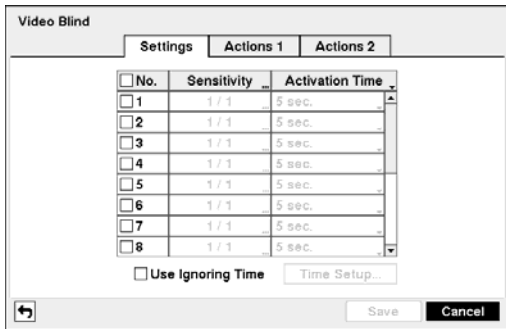 Video Blind
Settings Actions 1 Actions 2
No. Sensitivity ... Activation Time
1 1 / 1 ... 5 sec.
2 1 / 1 ... 5 sec.
3 1 / 1 ... 5 sec.
4 1 / 1 ... 5 sec.
5 1 / 1 ... 5 sec.
6 1 / 1 ... 5 sec.
7 1 / 1 ... 5 sec.
8 1 / 1 ... 5 sec.
Use Ignoring Time Time Setup...
Save Cancel